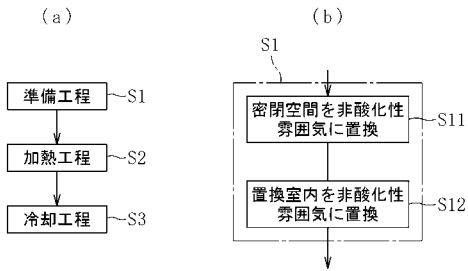 (a)
準備工程 S1
加熱工程 S2
冷却工程 S3
(b)
S1
密閉空間を非酸化性
雰囲気に置換
S11
置換室内を非酸化性
雰囲気に置換
S12